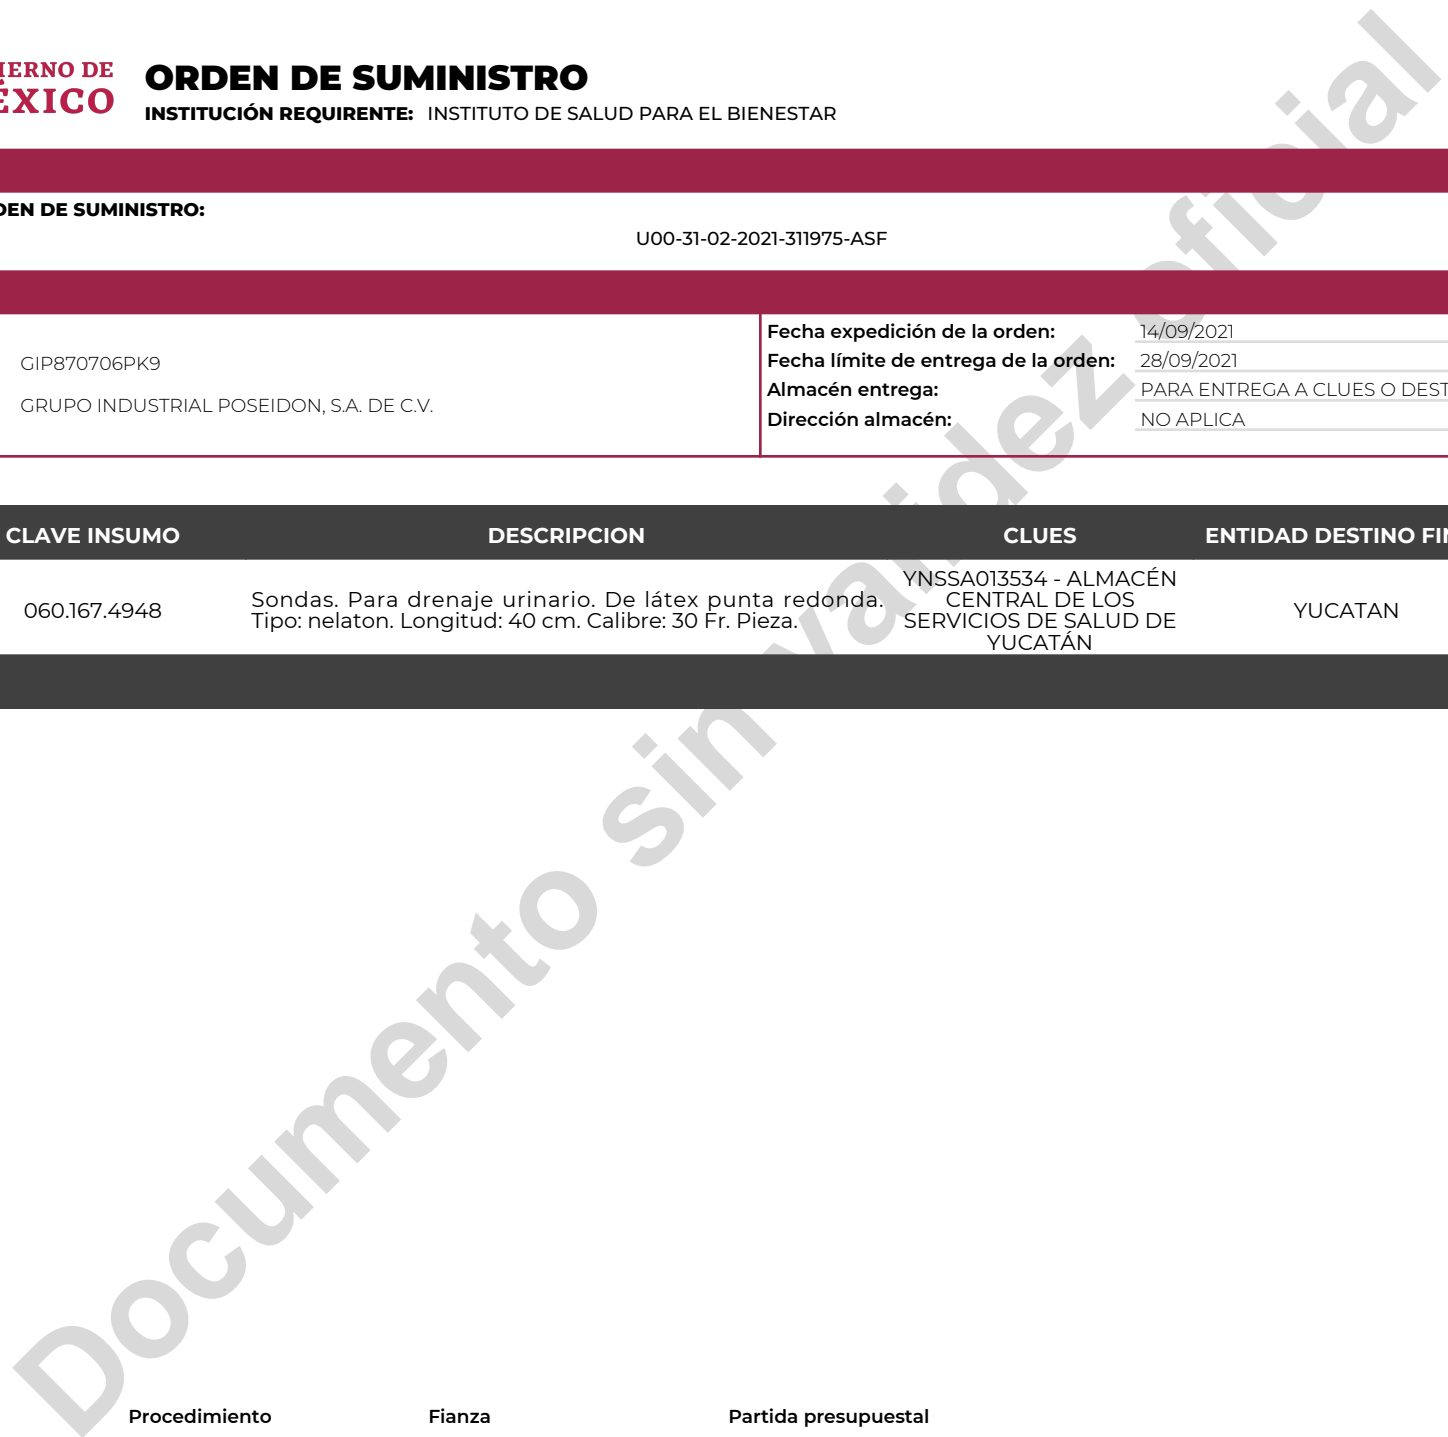 IERNO DE
ÉXICO
ORDEN DE SUMINISTRO
INSTITUCIÓN REQUIRENTE: INSTITUTO DE SALUD PARA EL BIENESTAR
DEN DE SUMINISTRO:
U00-31-02-2021-311975-ASF
GIP870706PK9
GRUPO INDUSTRIAL POSEIDON, S.A. DE C.V.
Fecha expedición de la orden: 14/09/2021
Fecha límite de entrega de la orden: 28/09/2021
Almacén entrega: PARA ENTREGA A CLUES O DEST
Dirección almacén: NO APLICA
CLAVE INSUMO DESCRIPCION CLUES ENTIDAD DESTINO FIN
060.167.4948
Sondas. Para drenaje urinario. De látex punta redonda.
Tipo: nelaton. Longitud: 40 cm. Calibre: 30 Fr. Pieza.
YNSSA013534 - ALMACÉN
CENTRAL DE LOS
SERVICIOS DE SALUD DE
YUCATÁN
YUCATAN
Documento sin validez oficial
Procedimiento Fianza Partida presupuestal